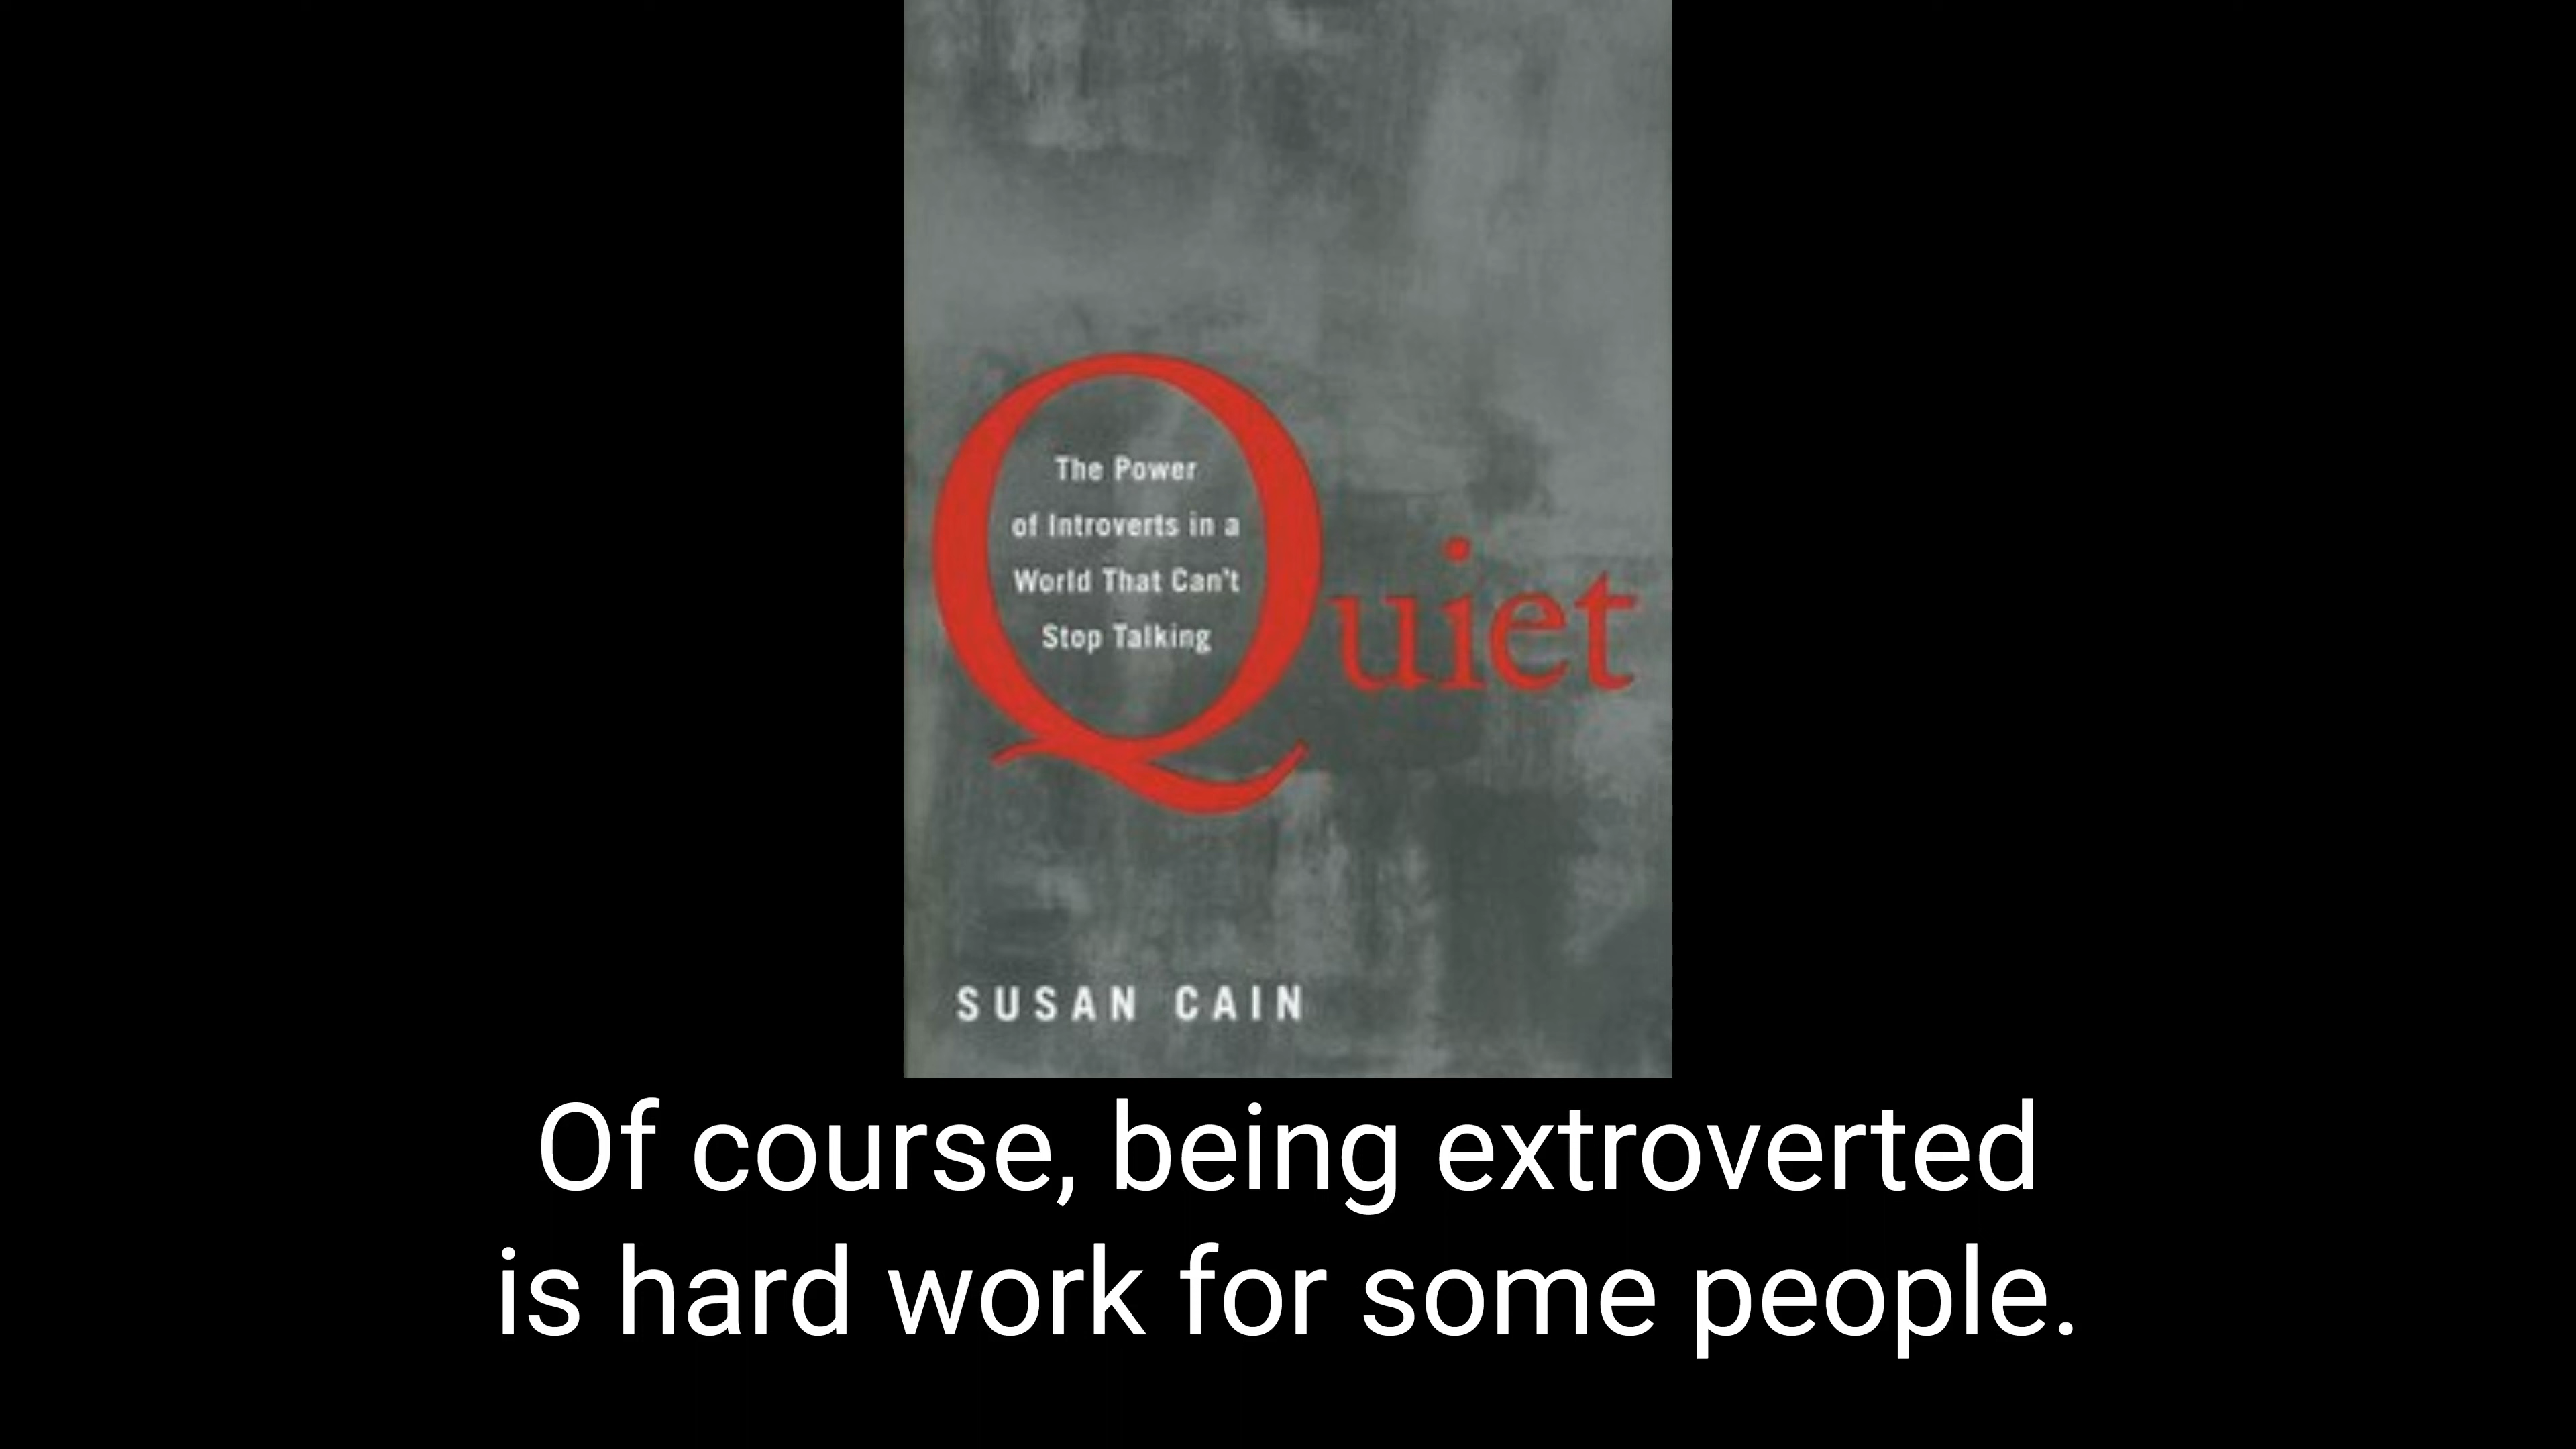 The Power
of Introverts in a
World That Can't
Stop Talking
Quiet
SUSAN CAIN
Of course, being extroverted
is hard work for some people.